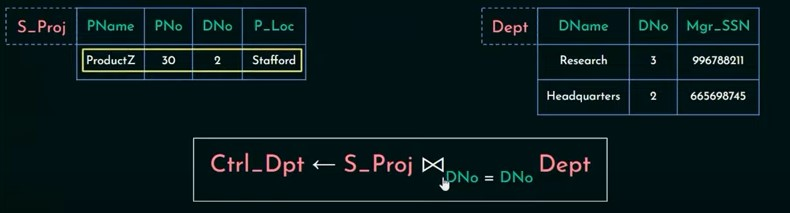 S_Proj PName PNo DNo P_Loc
ProductZ 30 2 Stafford
Dept DName DNo Mgr_SSN
Research 3 996788211
Headquarters 2 665698745
Ctrl_Dpt ← S_Proj ⋈ DNo = DNo Dept